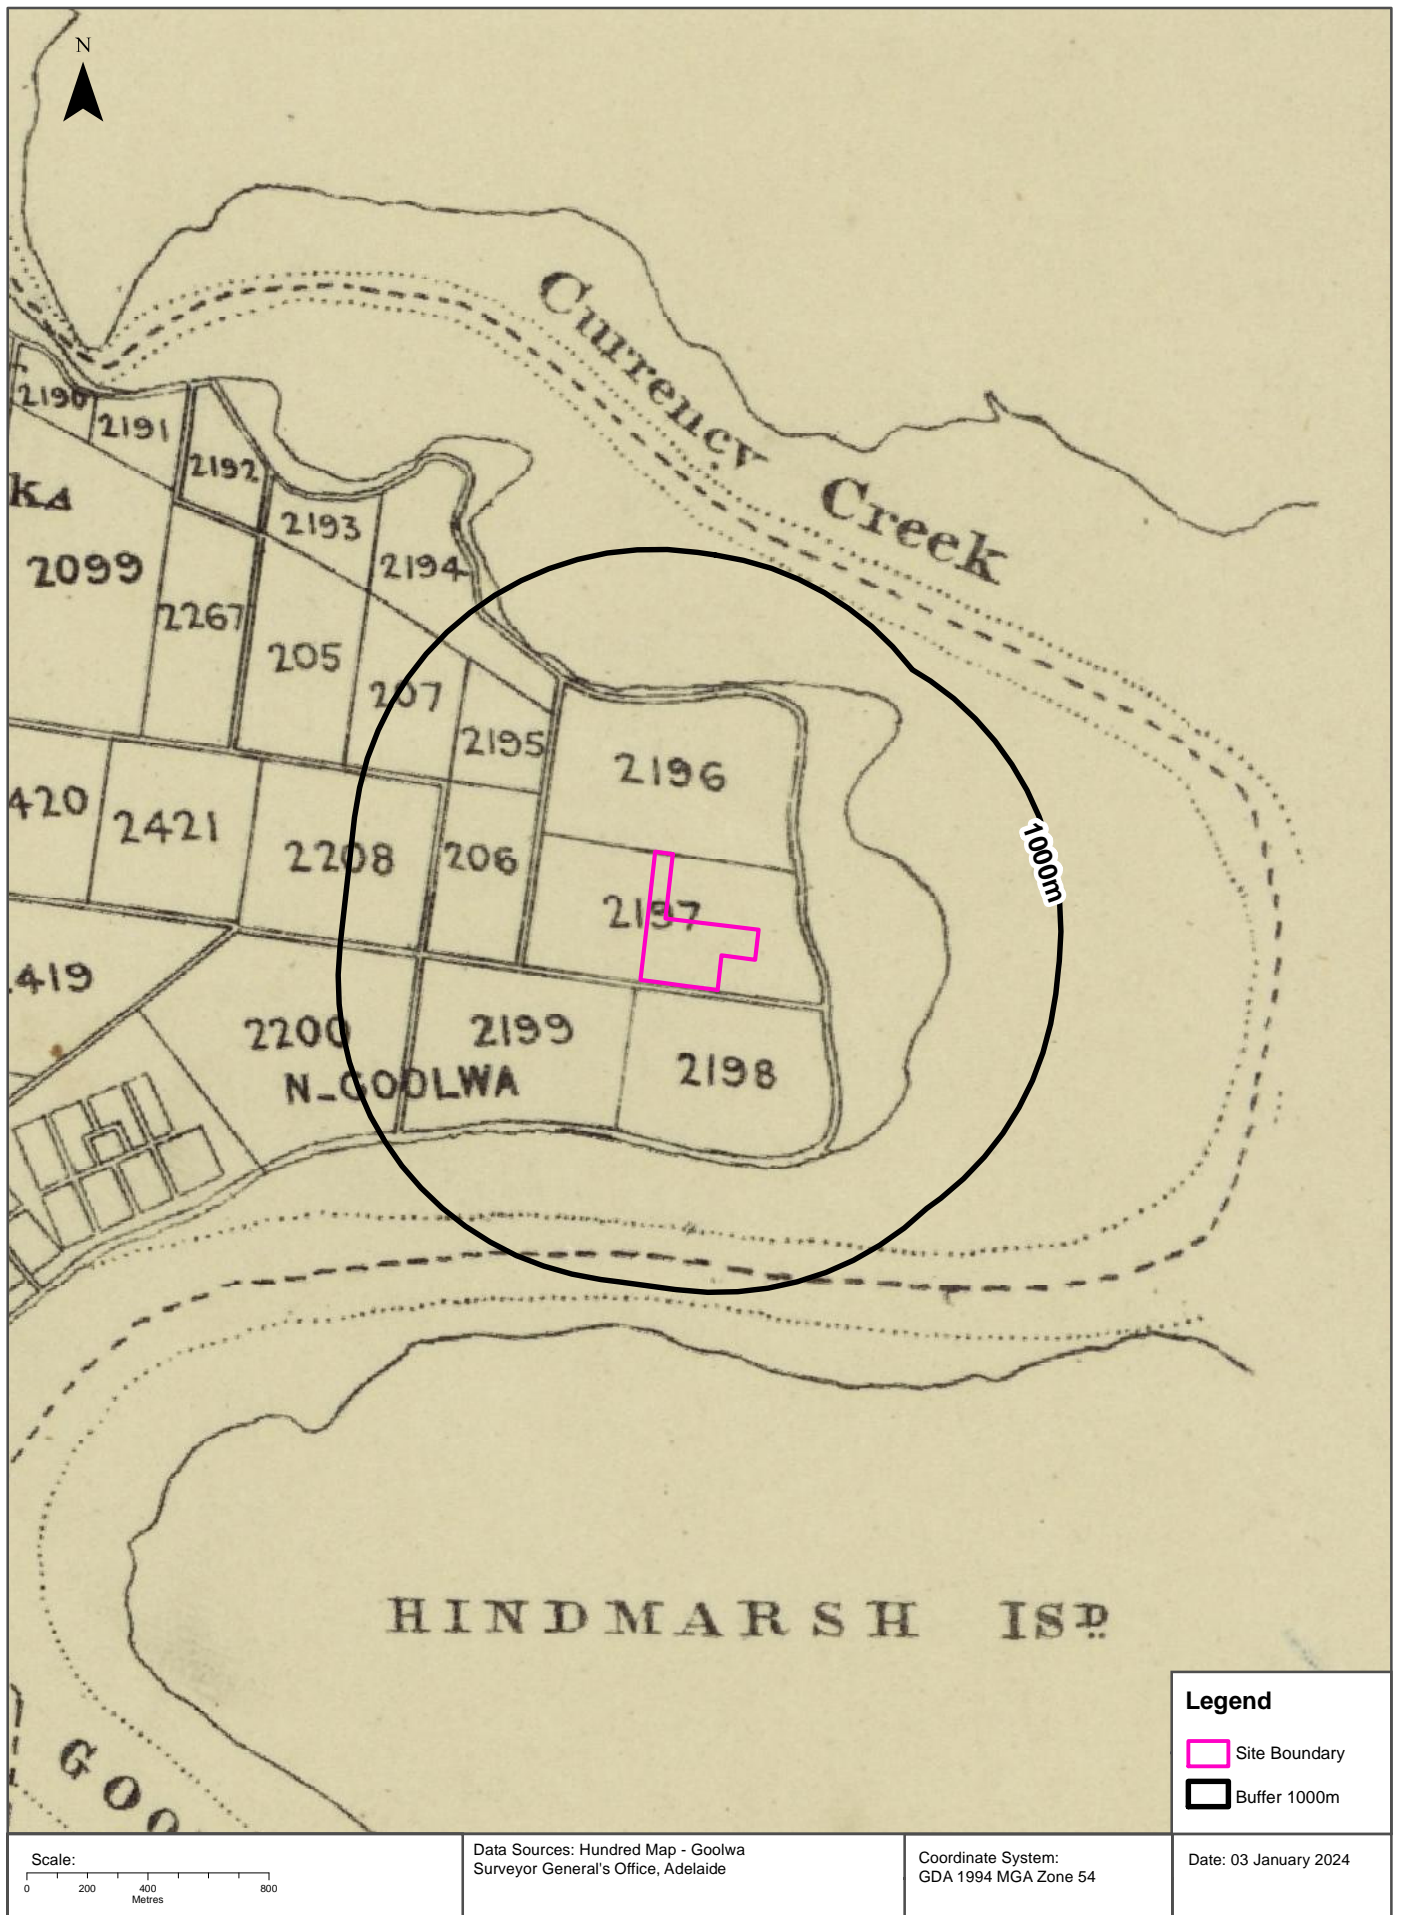 N
Currency
Creek
2190
2191
2192
KA
2193
2194
2099
2267
205
207
2195
2196
420
2421
2208
206
1000m
2197
419
2200
2199
2198
N-GOOLWA
HINDMARSH ISD
GOO
Legend
Site Boundary
Buffer 1000m
Scale:
0 200 400 800
Metres
Data Sources: Hundred Map - Goolwa
Surveyor General's Office, Adelaide
Coordinate System:
GDA 1994 MGA Zone 54
Date: 03 January 2024